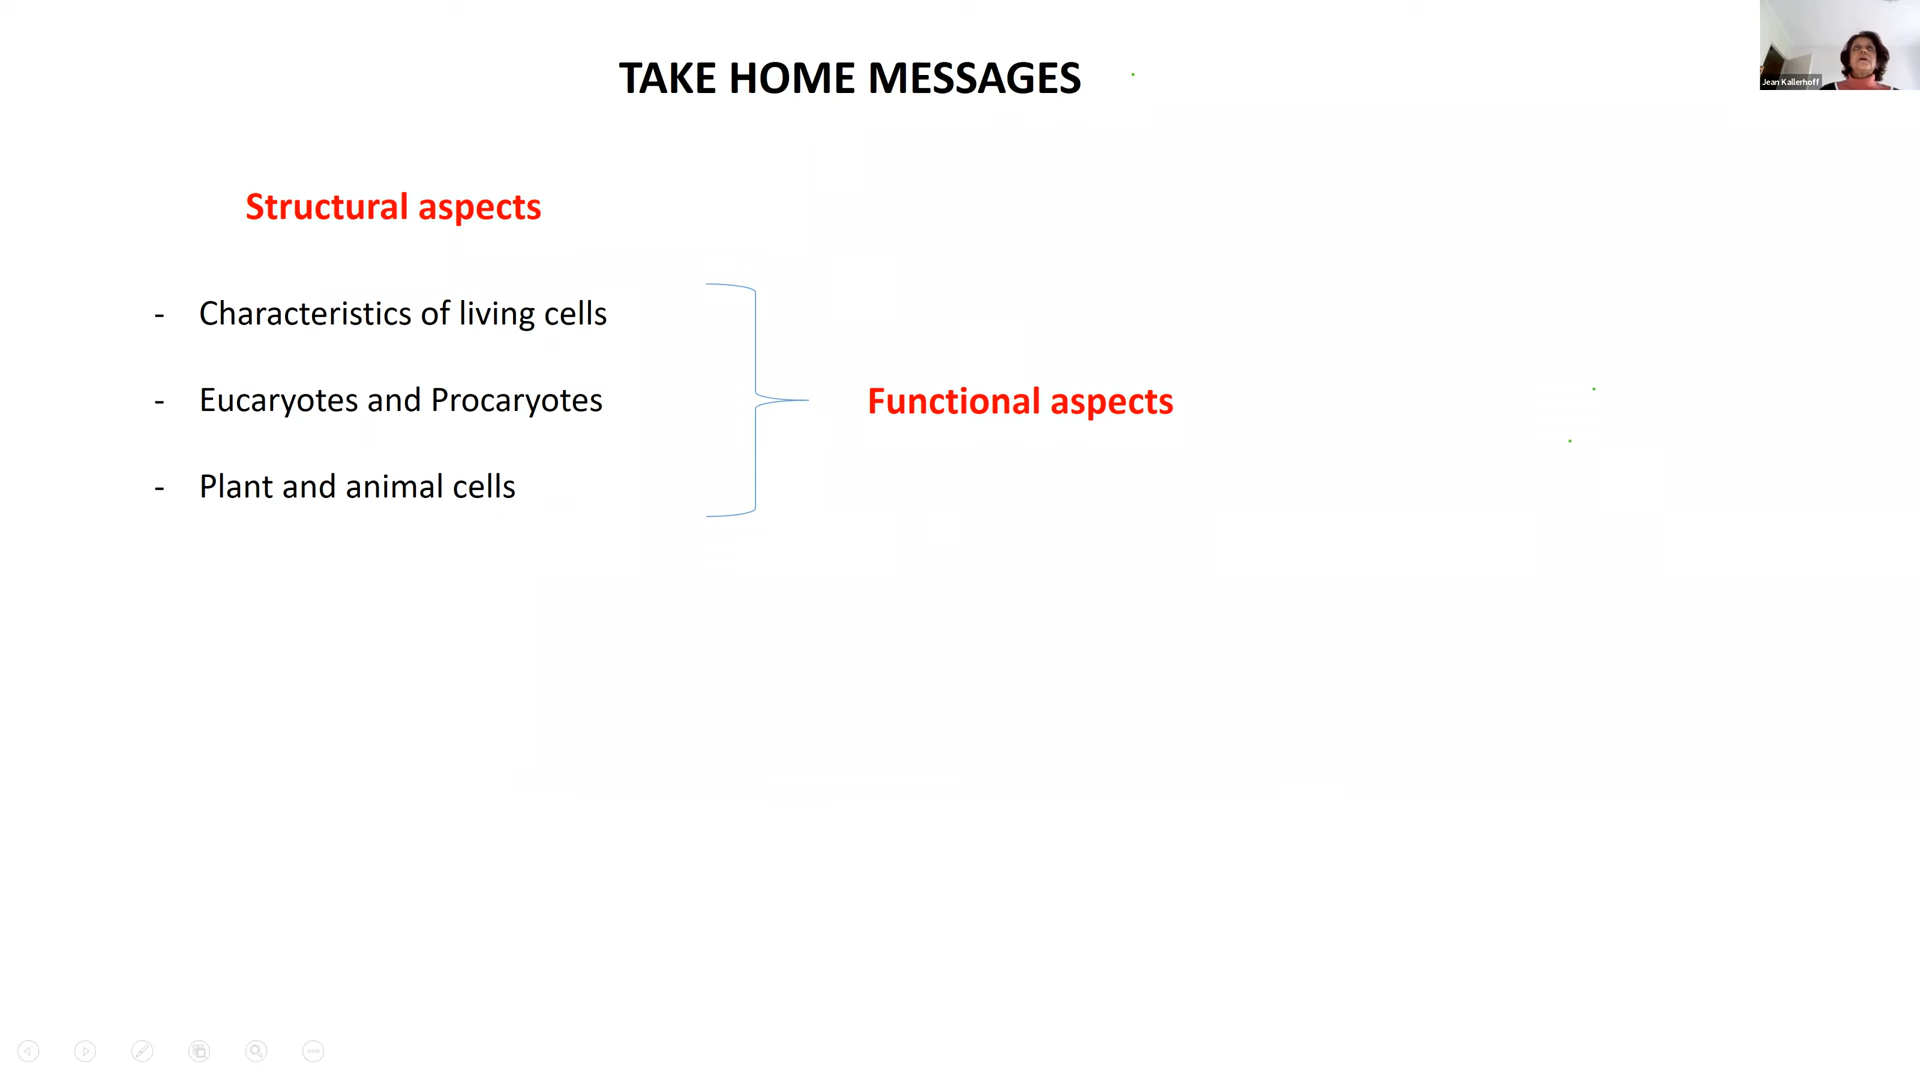 TAKE HOME MESSAGES
Jean Kallerhoff
Structural aspects
- Characteristics of living cells
- Eucaryotes and Procaryotes
Functional aspects
- Plant and animal cells